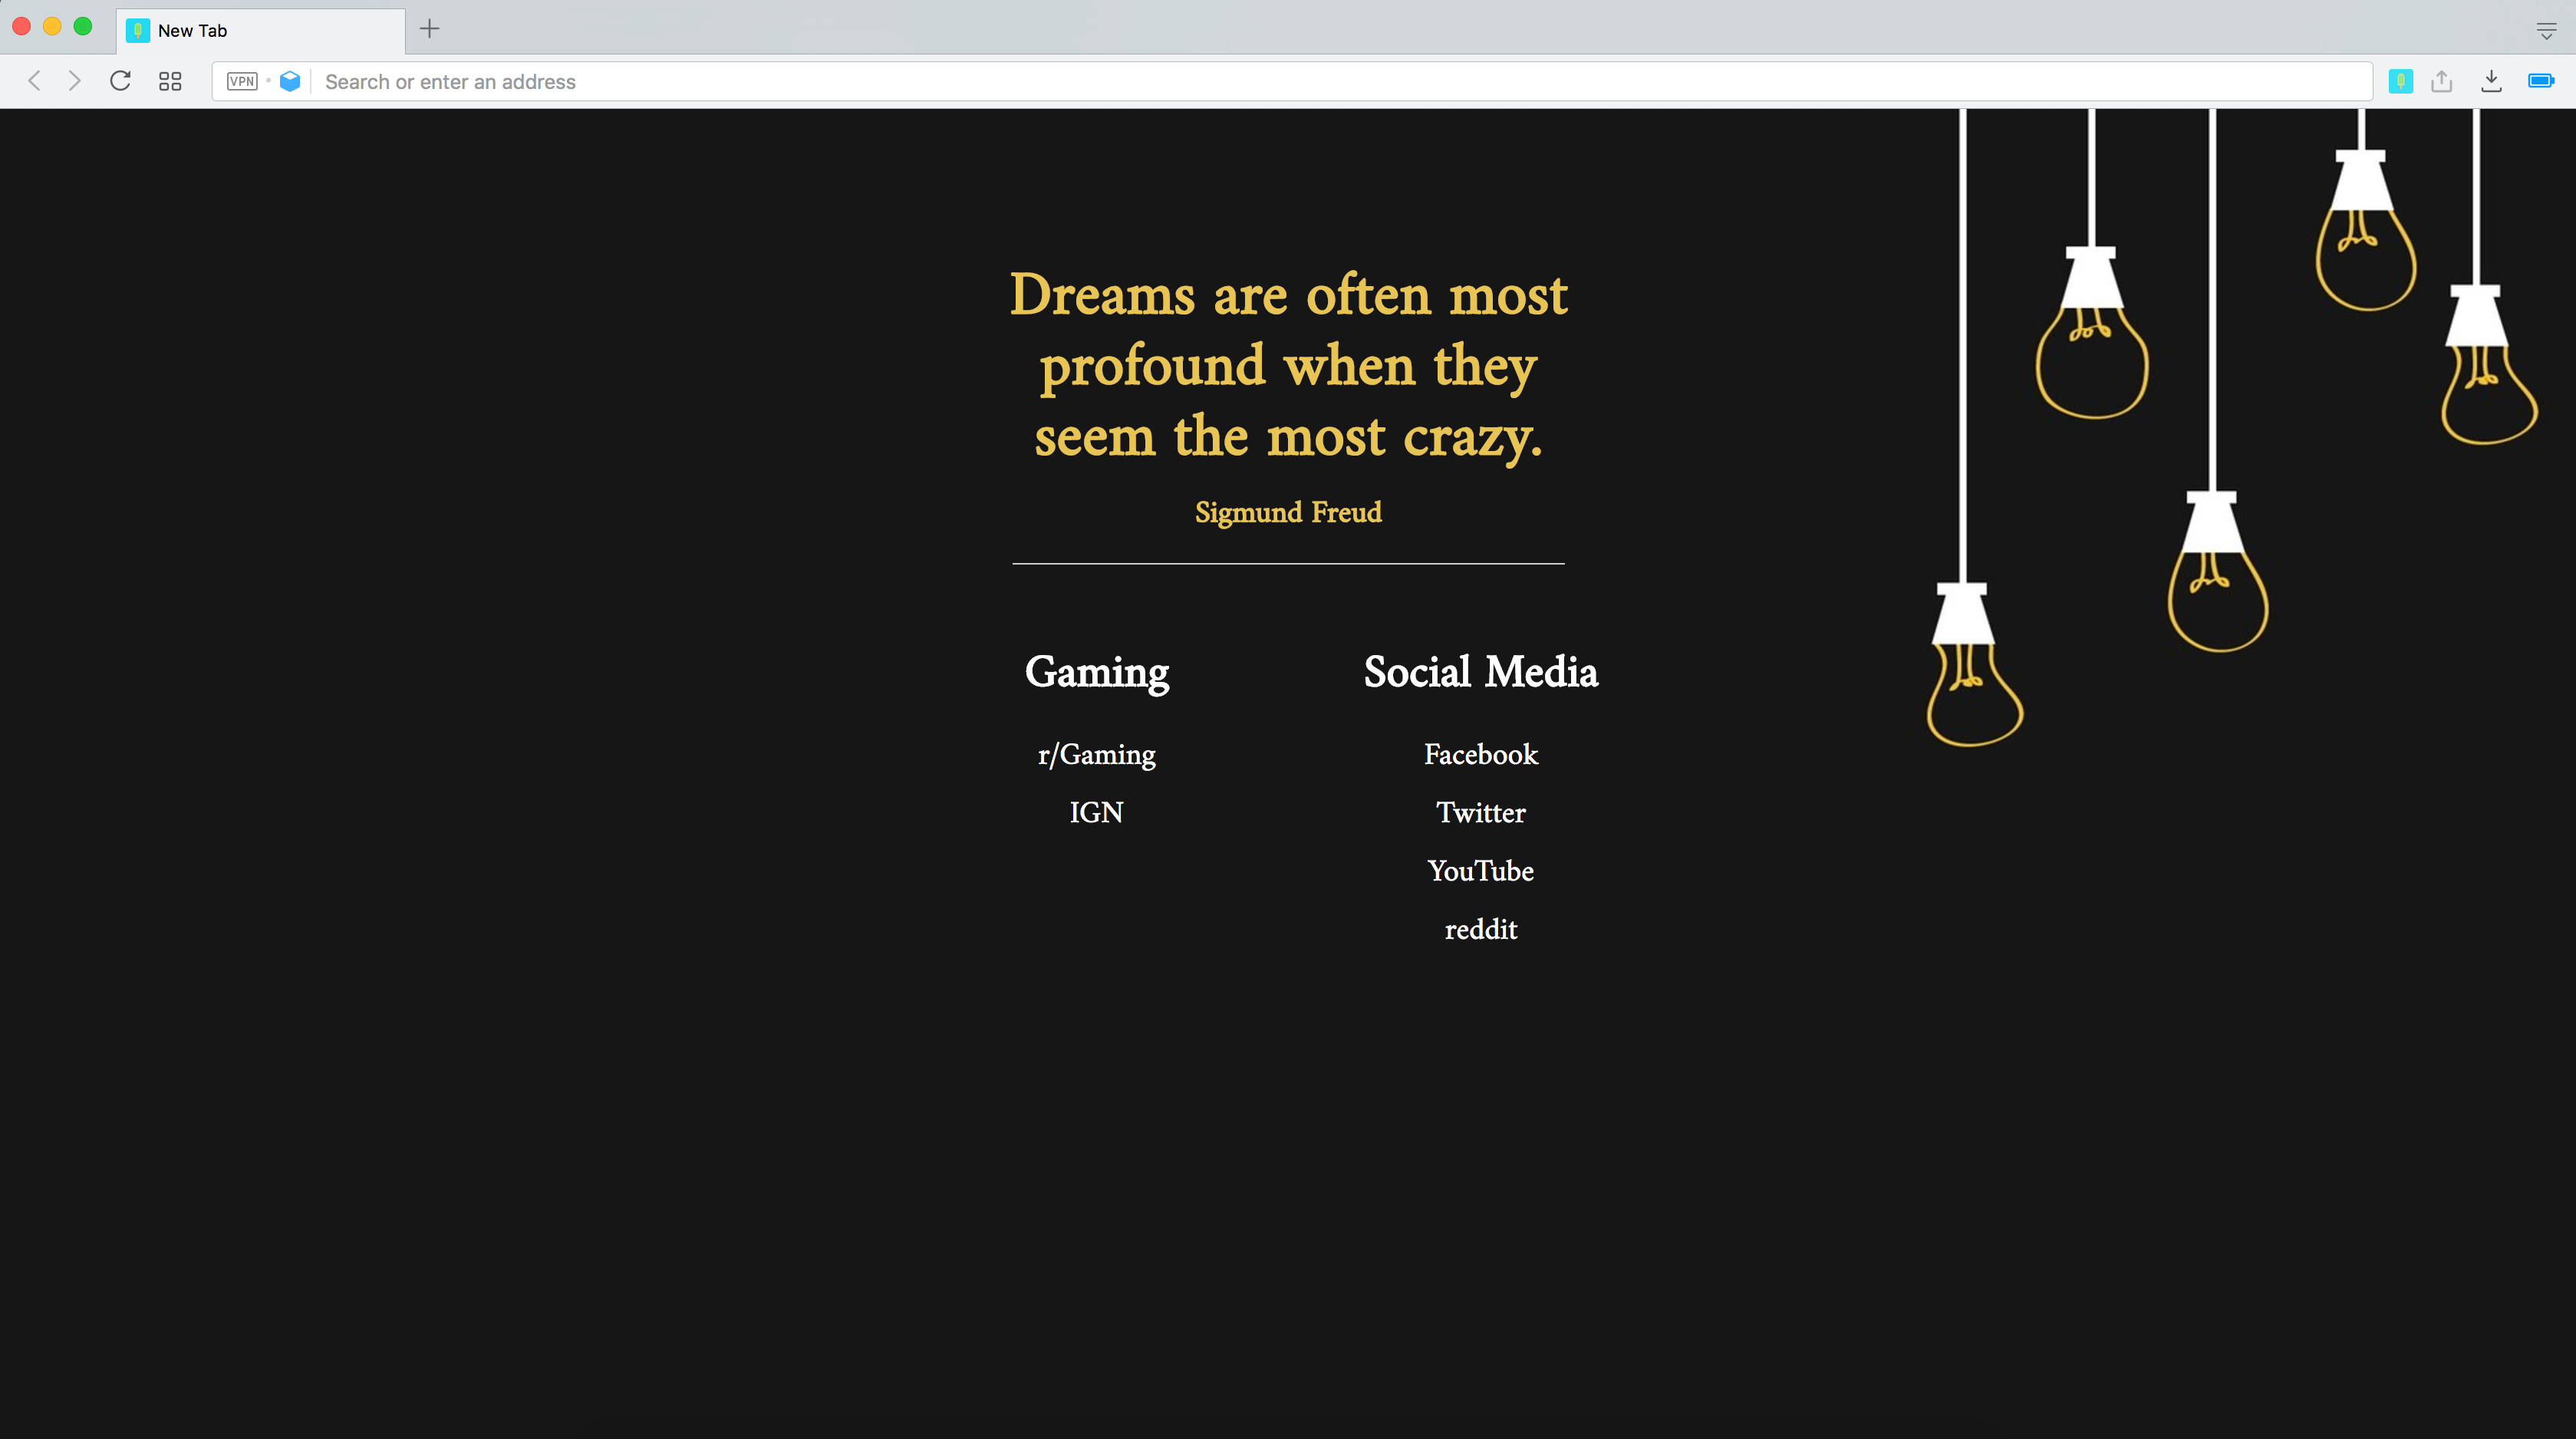 New Tab
VPN
Search or enter an address
Dreams are often most
profound when they
seem the most crazy.
Sigmund Freud
Gaming
r/Gaming
IGN
Social Media
Facebook
Twitter
YouTube
reddit